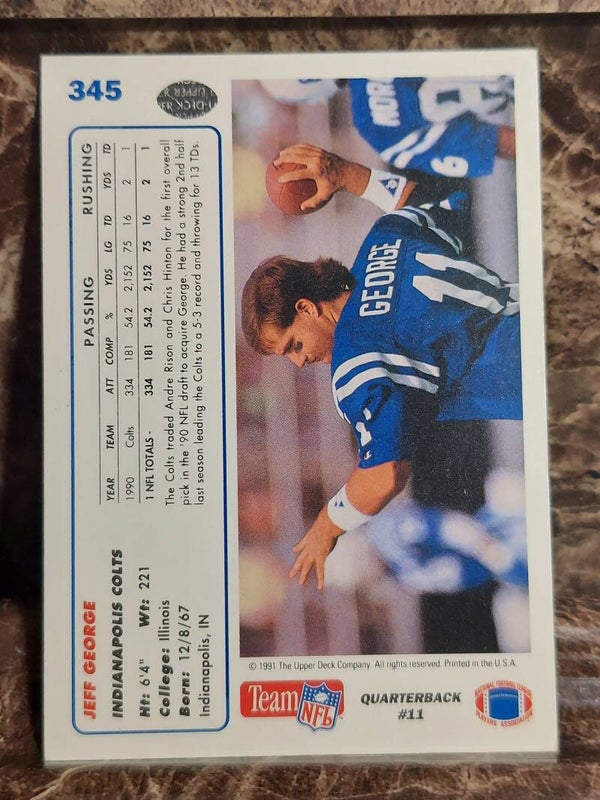 345
JEFF GEORGE
INDIANAPOLIS COLTS
Ht: 6'4" Wt: 221
College: Illinois
Born: 12/8/67
Indianapolis, IN
PASSING RUSHING
YEAR TEAM ATT COMP % YDS LG TD YDS TD
1990 Colts 334 181 54.2 2,152 75 16 2 1
1 NFL TOTALS - 334 181 54.2 2,152 75 16 2 1
The Colts traded Andre Rison and Chris Hinton for the first overall
pick in the '90 NFL draft to acquire George. He had a strong 2nd half
last season leading the Colts to a 5-3 record and throwing for 13 TDs.
GEORGE
11
© 1991 The Upper Deck Company. All rights reserved. Printed in the U.S.A.
Team
NFL
QUARTERBACK
#11
NATIONAL FOOTBALL LEAGUE
PLAYERS ASSOCIATION